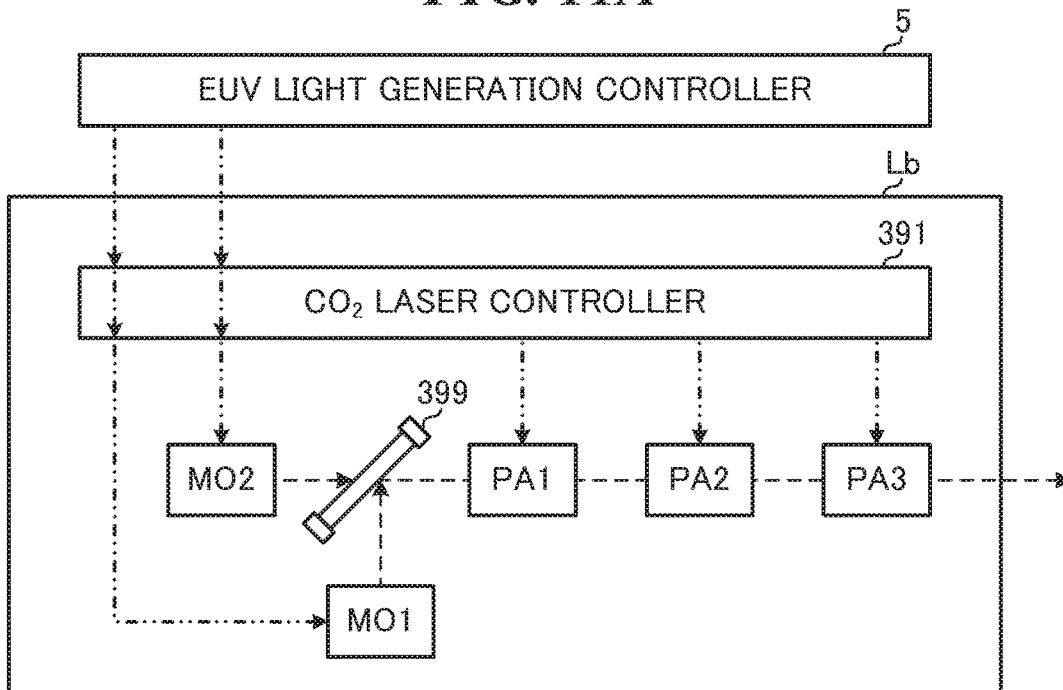 5
EUV LIGHT GENERATION CONTROLLER
Lb
391
CO₂ LASER CONTROLLER
399
MO2
PA1
PA2
PA3
MO1